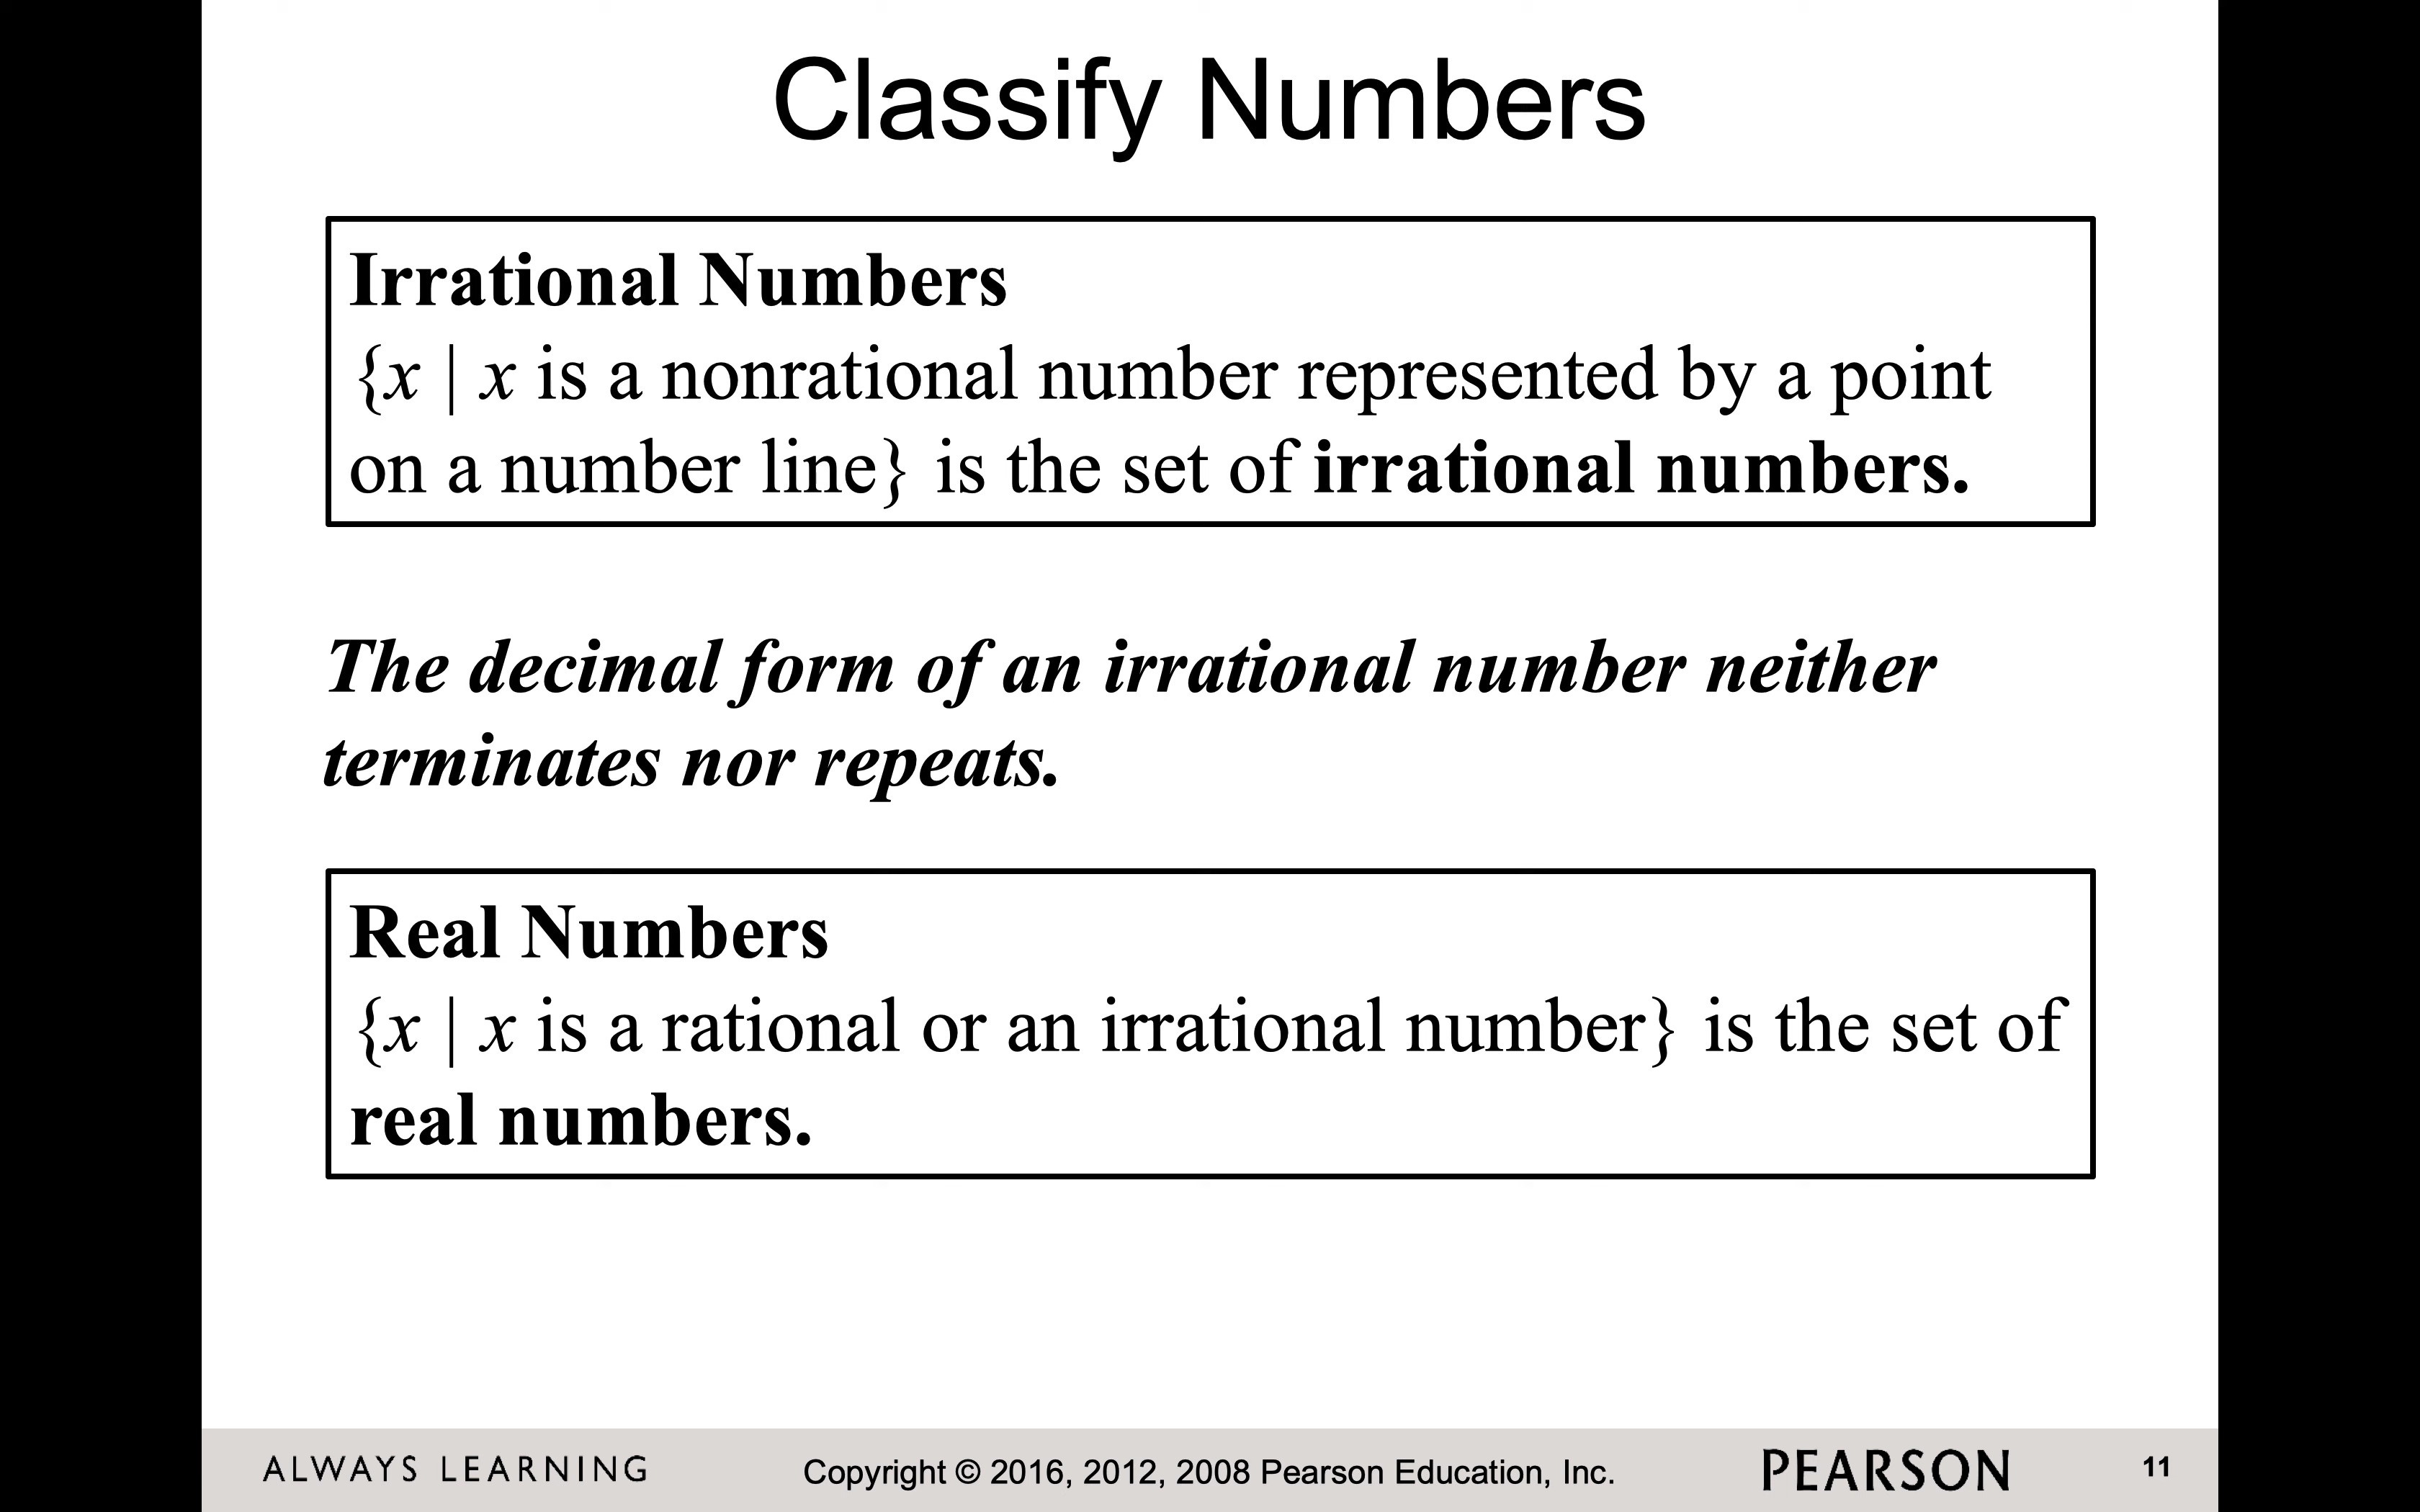 Classify Numbers
Irrational Numbers
{x | x is a nonrational number represented by a point
on a number line} is the set of irrational numbers.
The decimal form of an irrational number neither
terminates nor repeats.
Real Numbers
{x | x is a rational or an irrational number} is the set of
real numbers.
ALWAYS LEARNING
Copyright © 2016, 2012, 2008 Pearson Education, Inc.
PEARSON
11